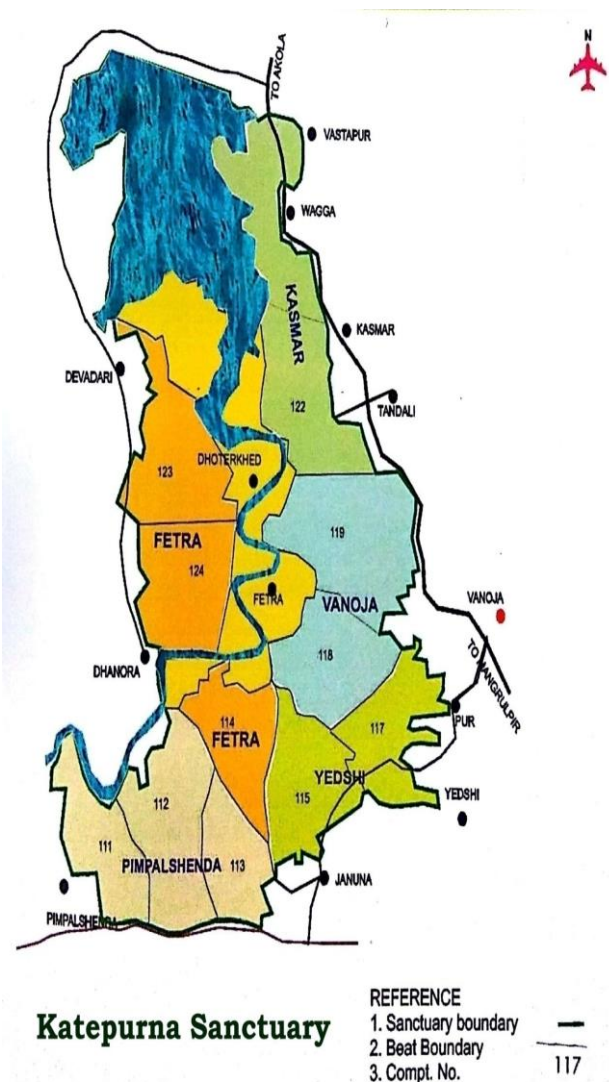 N
TO AKOLA
VASTAPUR
WAGGA
KASMAR
KASMAR
DEVADARI
122
TANDALI
DHOTERKHED
123
119
FETRA
124
FETRA
VANOJA
VANOJA
118
DHANORA
TO MANGRULPIR
114
FETRA
117
PUR
YEDSHI
115
YEDSHI
112
111
PIMPALSHENDA
113
JANUNA
PIMPALSHENDA
Katepurna Sanctuary
REFERENCE
1. Sanctuary boundary
2. Beat Boundary
3. Compt. No.
117